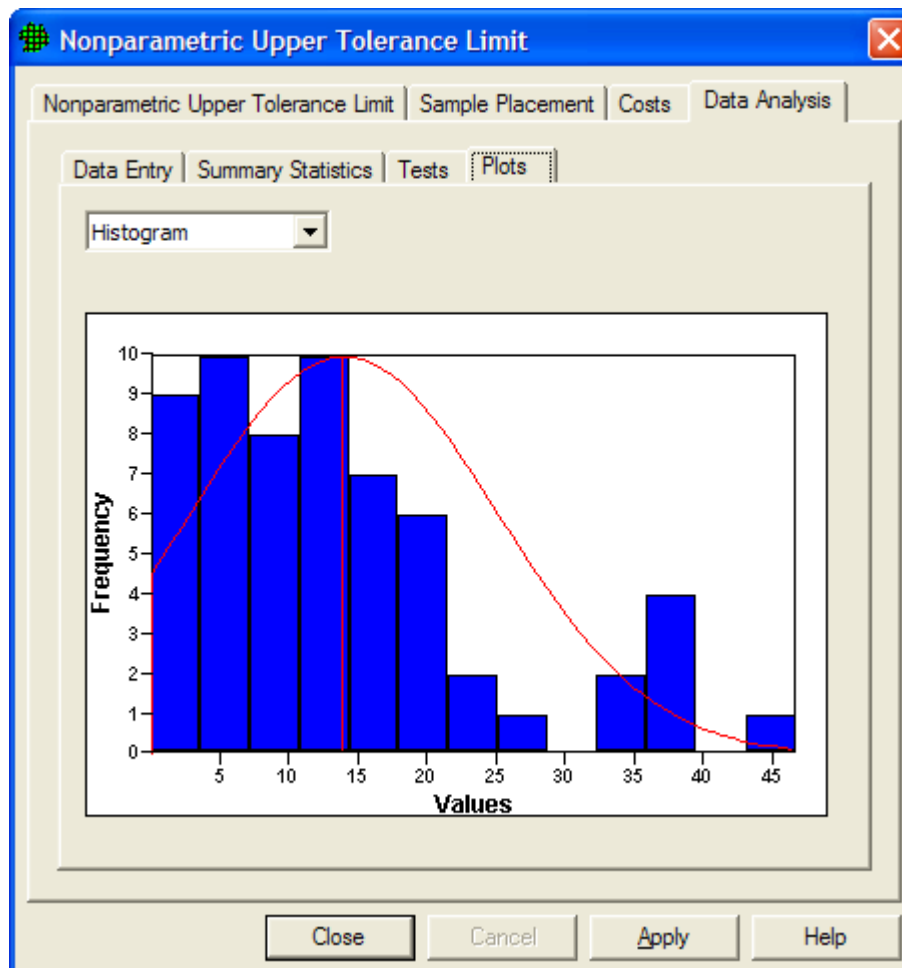 Nonparametric Upper Tolerance Limit
Nonparametric Upper Tolerance Limit Sample Placement Costs Data Analysis
Data Entry Summary Statistics Tests Plots
Histogram
10
9
8
7
6
5
4
3
2
1
0
Frequency
5 10 15 20 25 30 35 40 45
Values
Close Cancel Apply Help